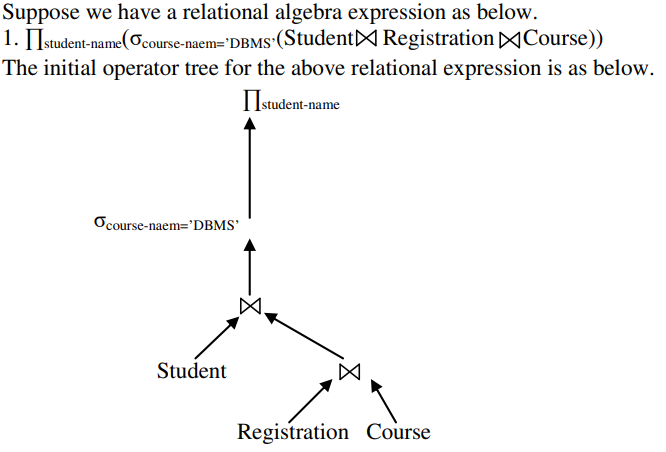 Suppose we have a relational algebra expression as below.
1. ∏student-name(σcourse-naem='DBMS'(Student⋈ Registration ⋈Course))
The initial operator tree for the above relational expression is as below.
∏student-name
σcourse-naem='DBMS'
⋈
Student ⋈
Registration Course